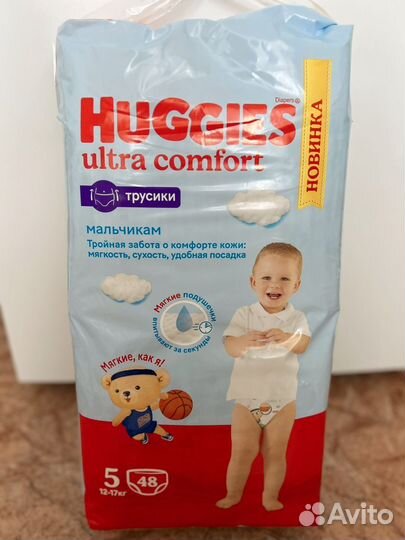 Diapers
HUGGIES
ultra comfort
НОВИНКА
трусики
мальчикам
Тройная забота о комфорте кожи:
мягкость, сухость, удобная посадка
Мягкие подушечки
впитывают за секунды
Мягкие, как я!
5
48
12-17кг
Avito